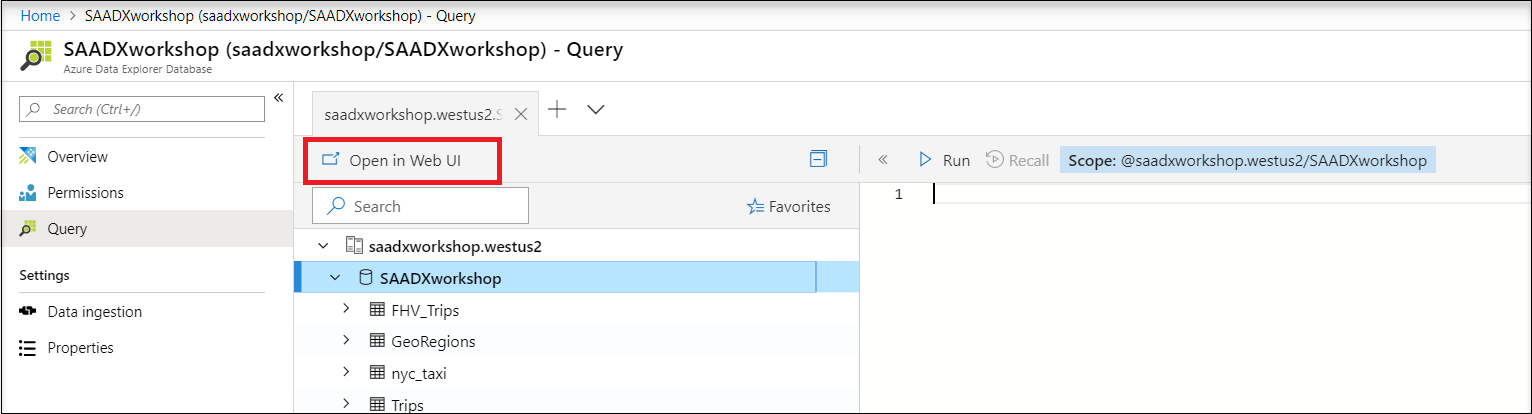 Home > SAADXworkshop (saadxworkshop/SAADXworkshop) - Query
SAADXworkshop (saadxworkshop/SAADXworkshop) - Query
Azure Data Explorer Database
Search (Ctrl+/)
«
Overview
Permissions
Query
Settings
Data ingestion
Properties
saadxworkshop.westus2.S
Open in Web UI
« Run Recall Scope: @saadxworkshop.westus2/SAADXworkshop
Search Favorites
1
saadxworkshop.westus2
SAADXworkshop
FHV_Trips
GeoRegions
nyc_taxi
Trips